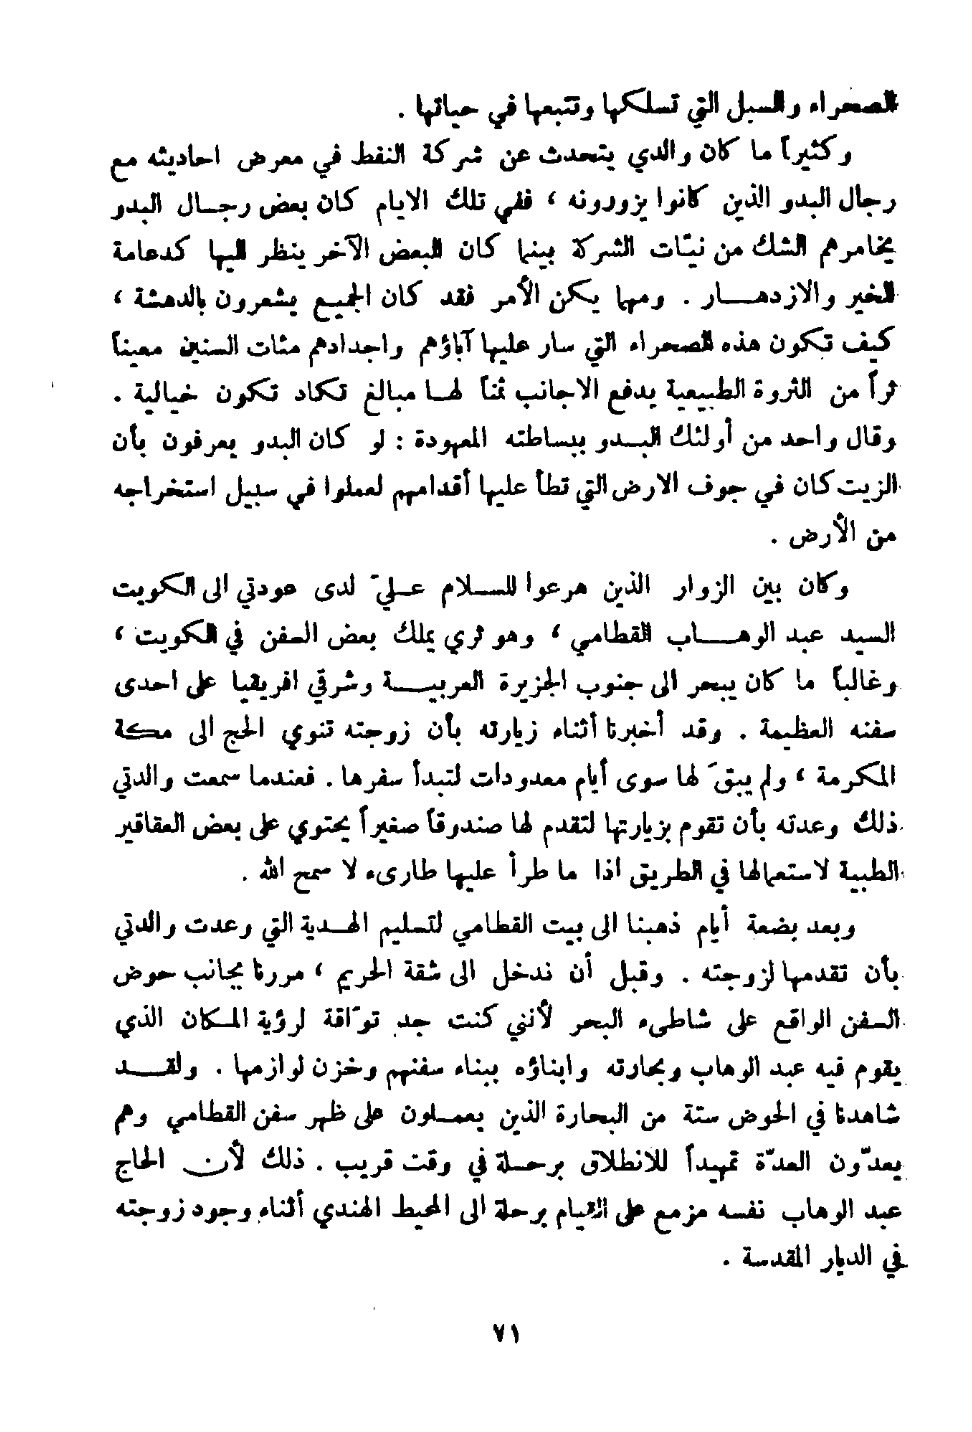 الصحراء والسبل التي تسلكها وتتبعها في حياتها .
وكثيراً ما كان والدي يتحدث عن شركة النفط في معرض احاديثه مع
رجال البدو الذين كانوا يزورونه ، ففي تلك الايام كان بعض رجال البدو
يخامرهم الشك من نيّات الشركة بينما كان البعض الآخر ينظر اليها كدعامة
للخير والازدهار . ومهما يكن الأمر فقد كان الجميع يشعرون بالدهشة ،
كيف تكون هذه الصحراء التي سار عليها آباؤهم واجدادهم مئات السنين معيناً
ثراً من الثروة الطبيعية يدفع الاجانب ثمناً لها مبالغ تكاد تكون خيالية .
وقال واحد من أولئك البدو ببساطته المعهودة : لو كان البدو يعرفون بأن
الزيت كان في جوف الارض التي تطأ عليها أقدامهم لعملوا في سبيل استخراجه
من الأرض .
وكان بين الزوار الذين هرعوا للسلام عليّ لدى عودتي الى الكويت
السيد عبد الوهاب القطامي ، وهو ثري يملك بعض السفن في الكويت ،
وغالباً ما كان يبحر الى جنوب الجزيرة العربية وشرقي افريقيا على احدى
سفنه العظيمة . وقد أخبرنا أثناء زيارته بأن زوجته تنوي الحج الى مكة
المكرمة ، ولم يبقَ لها سوى أيام معدودات لتبدأ سفرها . فعندما سمعت والدتي
ذلك وعدته بأن تقوم بزيارتها لتقدم لها صندوقاً صغيراً يحتوي على بعض العقاقير
الطبية لاستعمالها في الطريق اذا ما طرأ عليها طارىء لا سمح الله .
وبعد بضعة أيام ذهبنا الى بيت القطامي لتسليم الهدية التي وعدت والدتي
بأن تقدمها لزوجته . وقبل أن ندخل الى شقة الحريم ، مررنا بجانب حوض
السفن الواقع على شاطىء البحر لأنني كنت جد توّاقة لرؤية المكان الذي
يقوم فيه عبد الوهاب وبحارته وابناؤه ببناء سفنهم وخزن لوازمها . ولقد
شاهدنا في الحوض ستة من البحارة الذين يعملون على ظهر سفن القطامي وهم
يعدّون العدّة تمهيداً للانطلاق برحلة في وقت قريب . ذلك لأن الحاج
عبد الوهاب نفسه مزمع على القيام برحلة الى المحيط الهندي أثناء وجود زوجته
في الديار المقدسة .
٧١